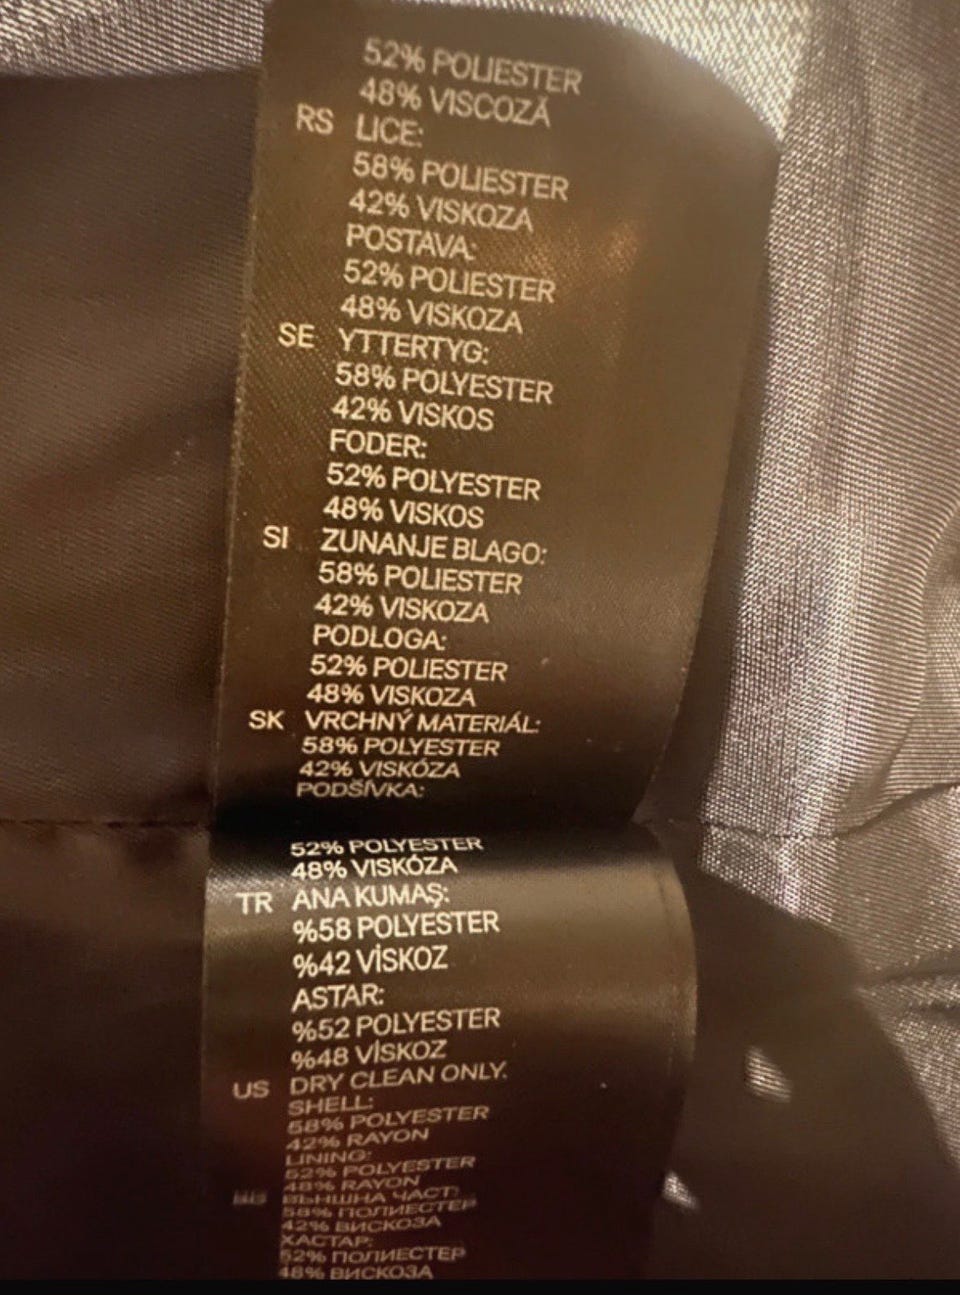 52% POLIESTER
48% VISCOZĂ
RS LICE:
58% POLIESTER
42% VISKOZA
POSTAVA:
52% POLIESTER
48% VISKOZA
SE YTTERTYG:
58% POLYESTER
42% VISKOS
FODER:
52% POLYESTER
48% VISKOS
SI ZUNANJE BLAGO:
58% POLIESTER
42% VISKOZA
PODLOGA:
52% POLIESTER
48% VISKOZA
SK VRCHNÝ MATERIÁL:
58% POLYESTER
42% VISKÓZA
PODŠÍVKA:
52% POLYESTER
48% VISKÓZA
TR ANA KUMAŞ:
%58 POLYESTER
%42 VİSKOZ
ASTAR:
%52 POLYESTER
%48 VİSKOZ
US DRY CLEAN ONLY.
SHELL:
58% POLYESTER
42% RAYON
LINING:
52% POLYESTER
48% RAYON
ВЪНШНА ЧАСТ:
58% ПОЛИЕСТЕР
42% ВИСКОЗА
ХАСТАР:
52% ПОЛИЕСТЕР
48% ВИСКОЗА